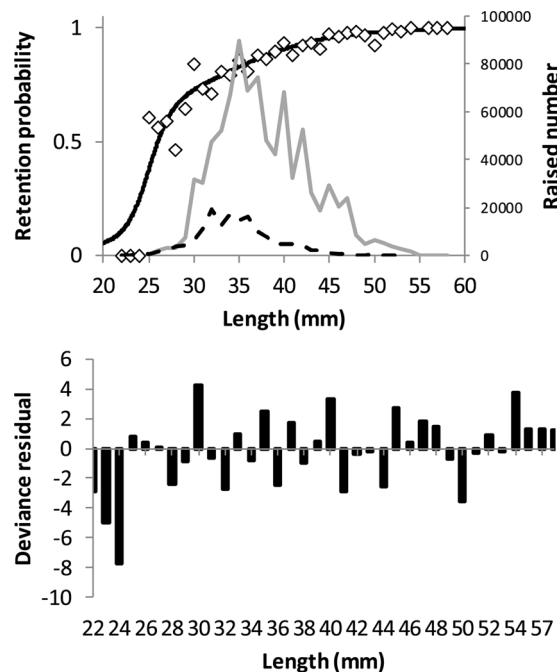 Retention probability
1
0.5
0
100000
80000
60000
40000
20000
0
Raised number
20 25 30 35 40 45 50 55 60
Length (mm)
Deviance residual
6
4
2
0
-2
-4
-6
-8
-10
22 24 26 28 30 32 34 36 38 40 42 44 46 48 50 52 54 57
Length (mm)